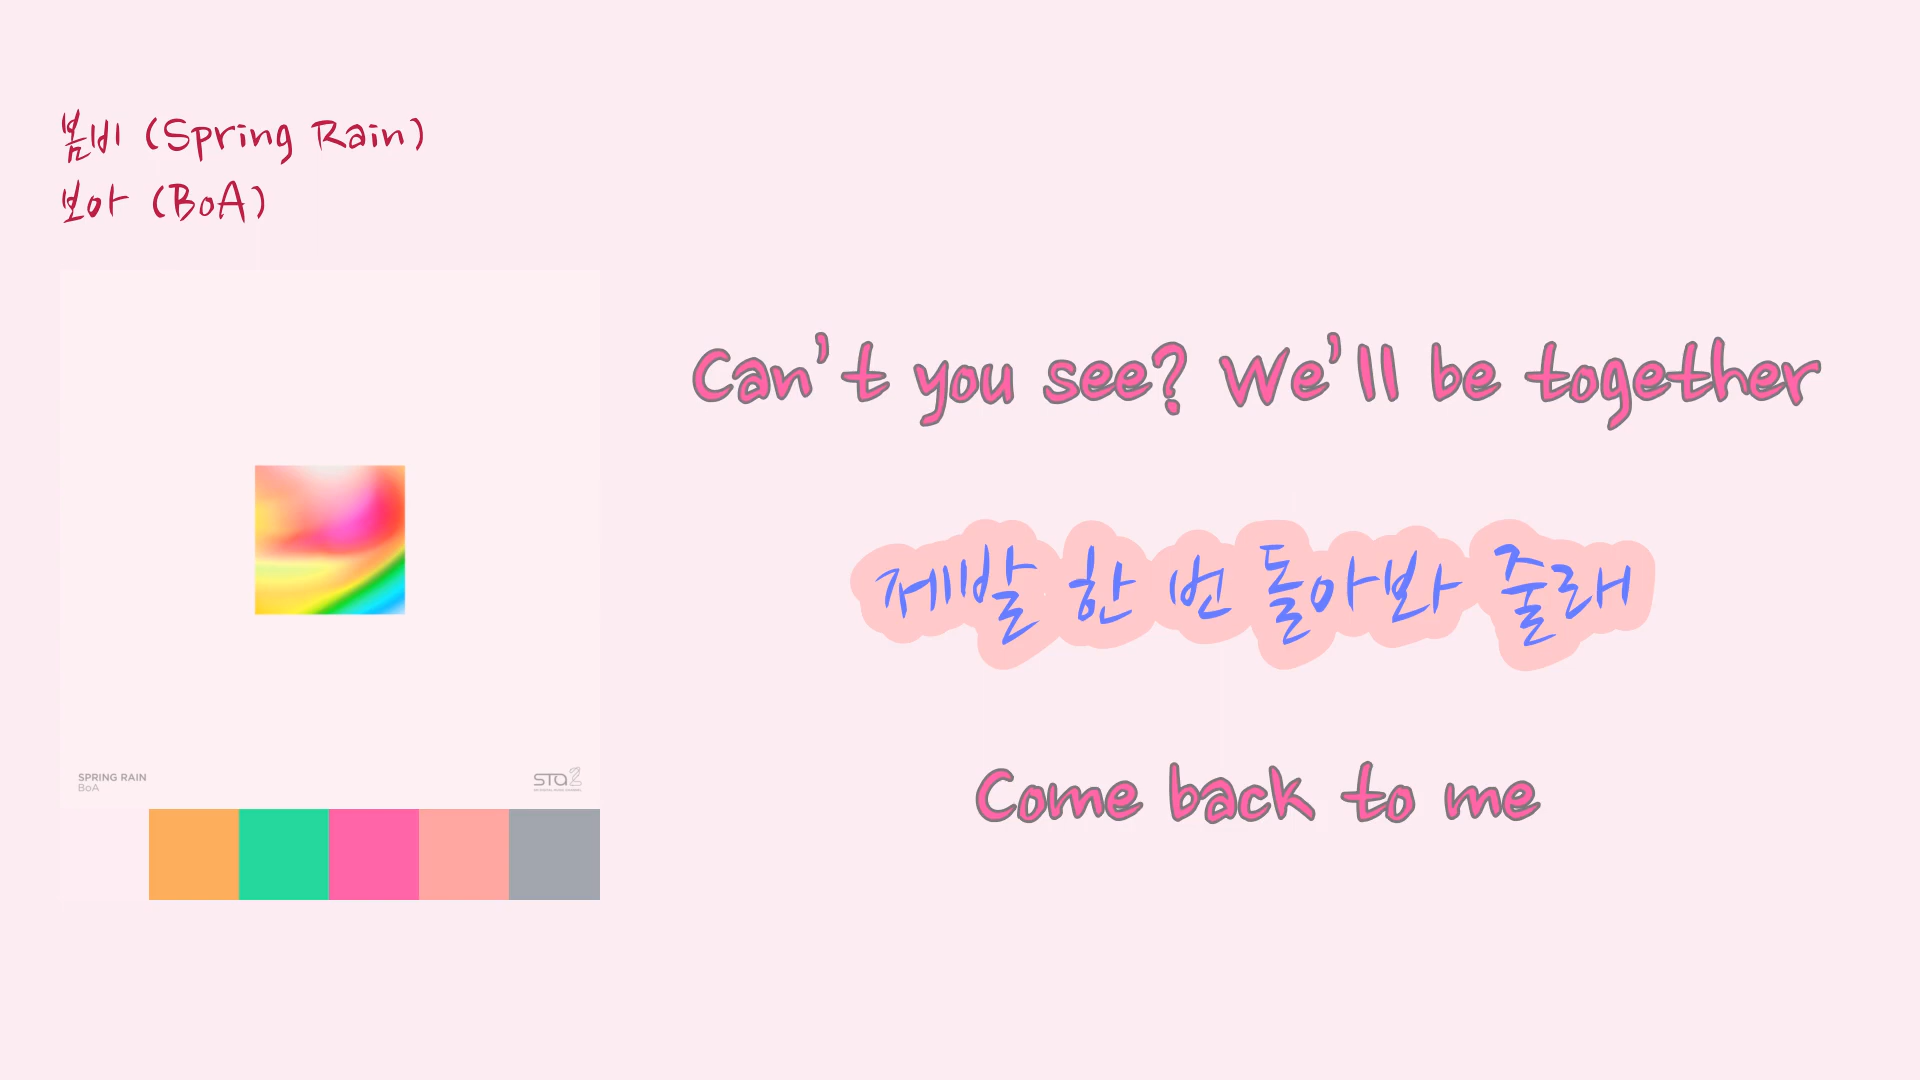 봄비 (Spring Rain)
보아 (BoA)
Can't you see? We'll be together
제발 한 번 돌아봐 줄래
Come back to me
SPRING RAIN
BoA
STa2